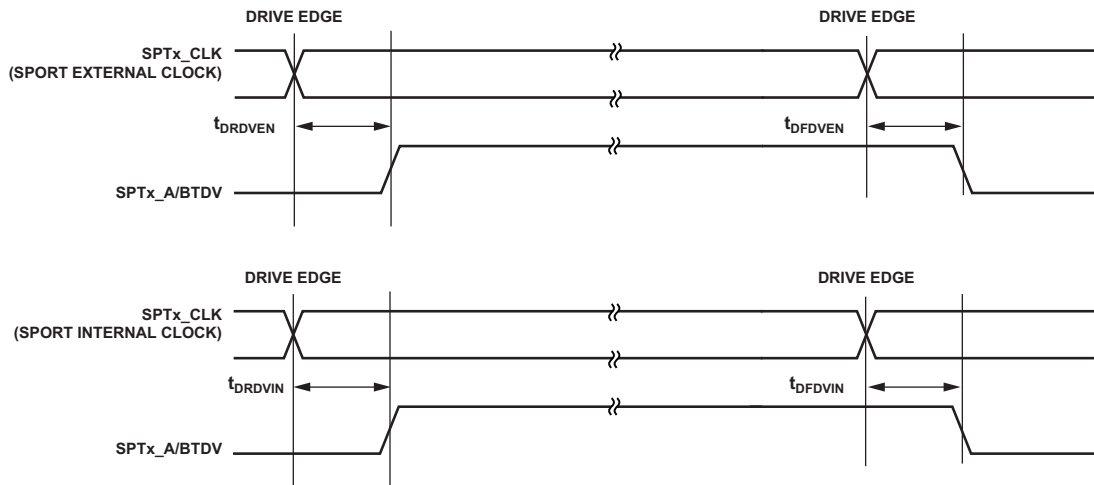 DRIVE EDGE DRIVE EDGE
SPTx_CLK
(SPORT EXTERNAL CLOCK)
tDRDVEN tDFDVEN
SPTx_A/BTDV
DRIVE EDGE DRIVE EDGE
SPTx_CLK
(SPORT INTERNAL CLOCK)
tDRDVIN tDFDVIN
SPTx_A/BTDV